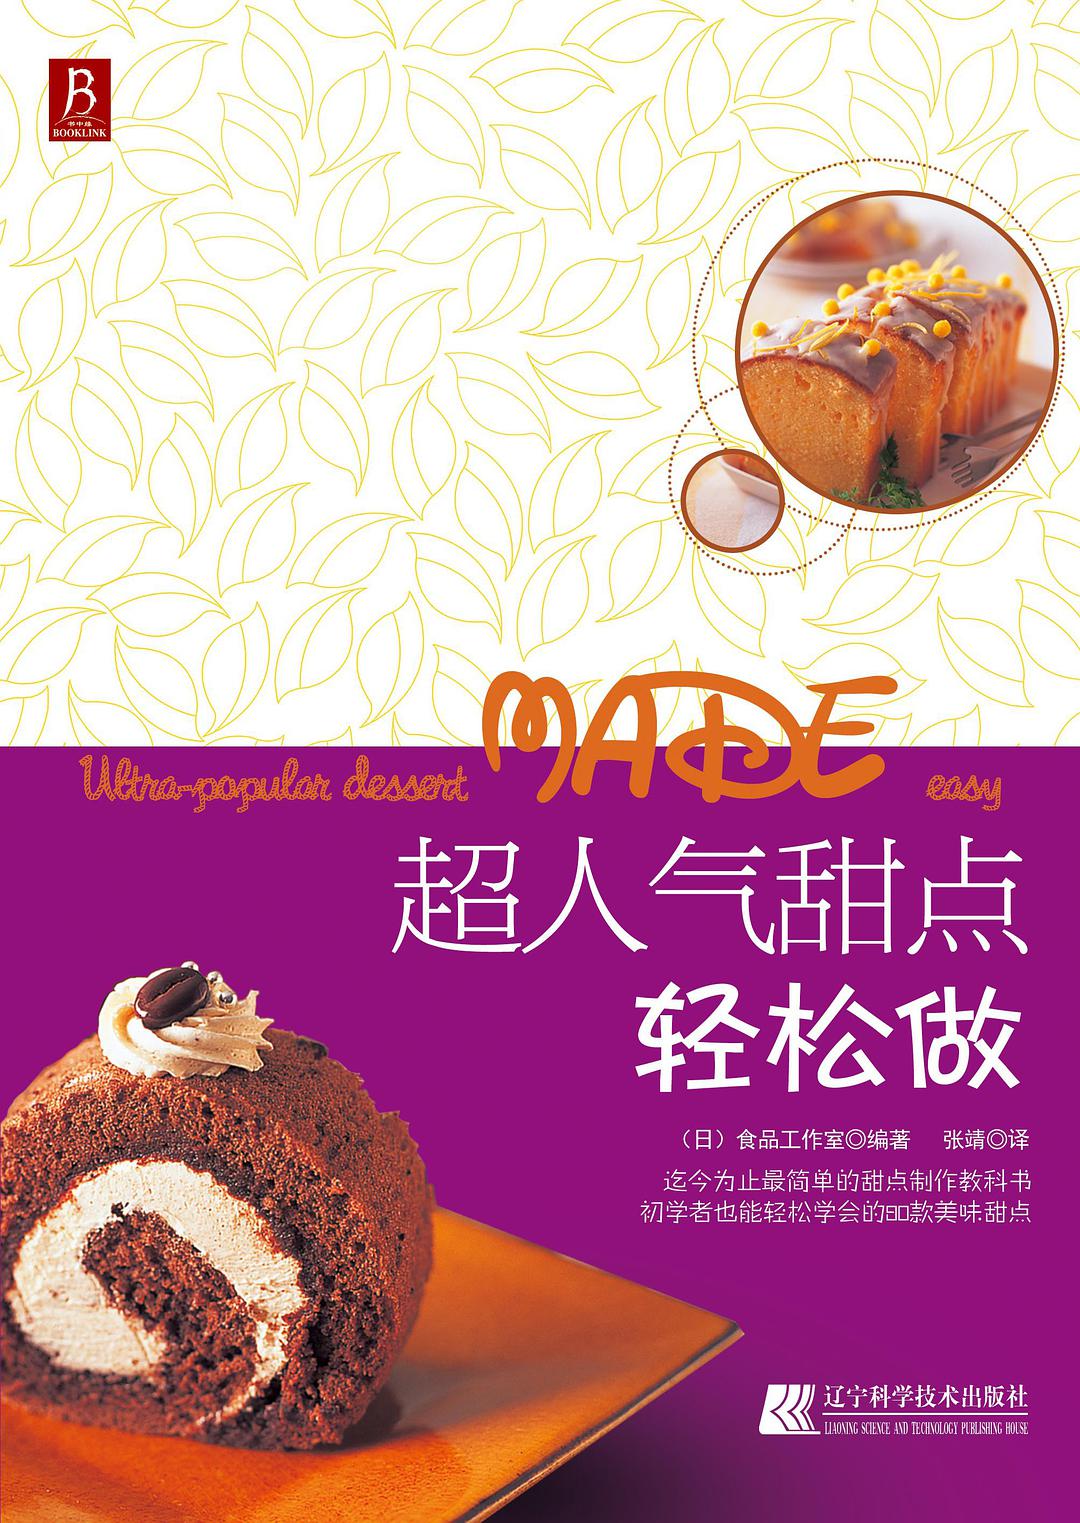 B
书中缘
BOOKLINK
Ultra-popular dessert MADE easy
超人气甜点
轻松做
（日）食品工作室◎编著 张靖◎译
迄今为止最简单的甜点制作教科书
初学者也能轻松学会的80款美味甜点
辽宁科学技术出版社
LIAONING SCIENCE AND TECHNOLOGY PUBLISHING HOUSE